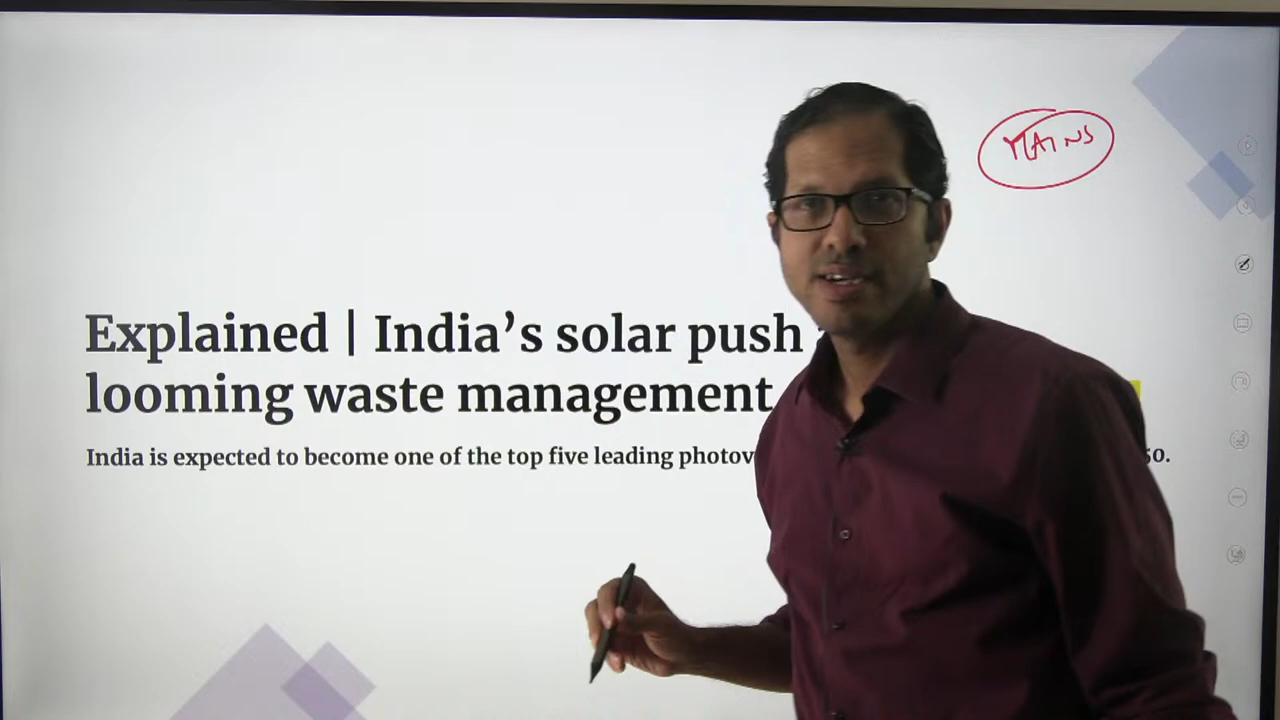 MAINS
Explained | India's solar push
looming waste management
India is expected to become one of the top five leading photov
50.